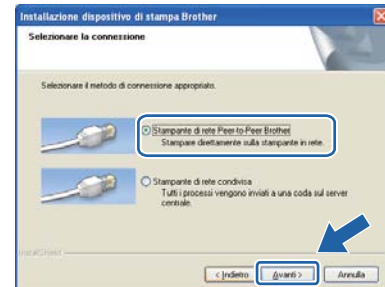 Installazione dispositivo di stampa Brother
Selezionare la connessione
Selezionare il metodo di connessione appropriato.
Stampante di rete Peer-to-Peer Brother
Stampare direttamente sulla stampante in rete.
Stampante di rete condivisa
Tutti i processi vengono inviati a una coda sul server
centrale.
InstallShield
< Indietro Avanti > Annulla